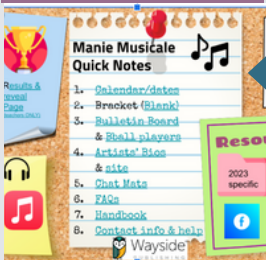 Manie Musicale
Quick Notes
1. Calendar/dates
2. Bracket (Blank)
3. Bulletin Board
& Bball players
4. Artists' Bios
& site
5. Chat Mats
6. FAQs
7. Handbook
8. Contact info & help
Wayside
PUBLISHING
Results &
reveal
Page
Resou
2023
specific